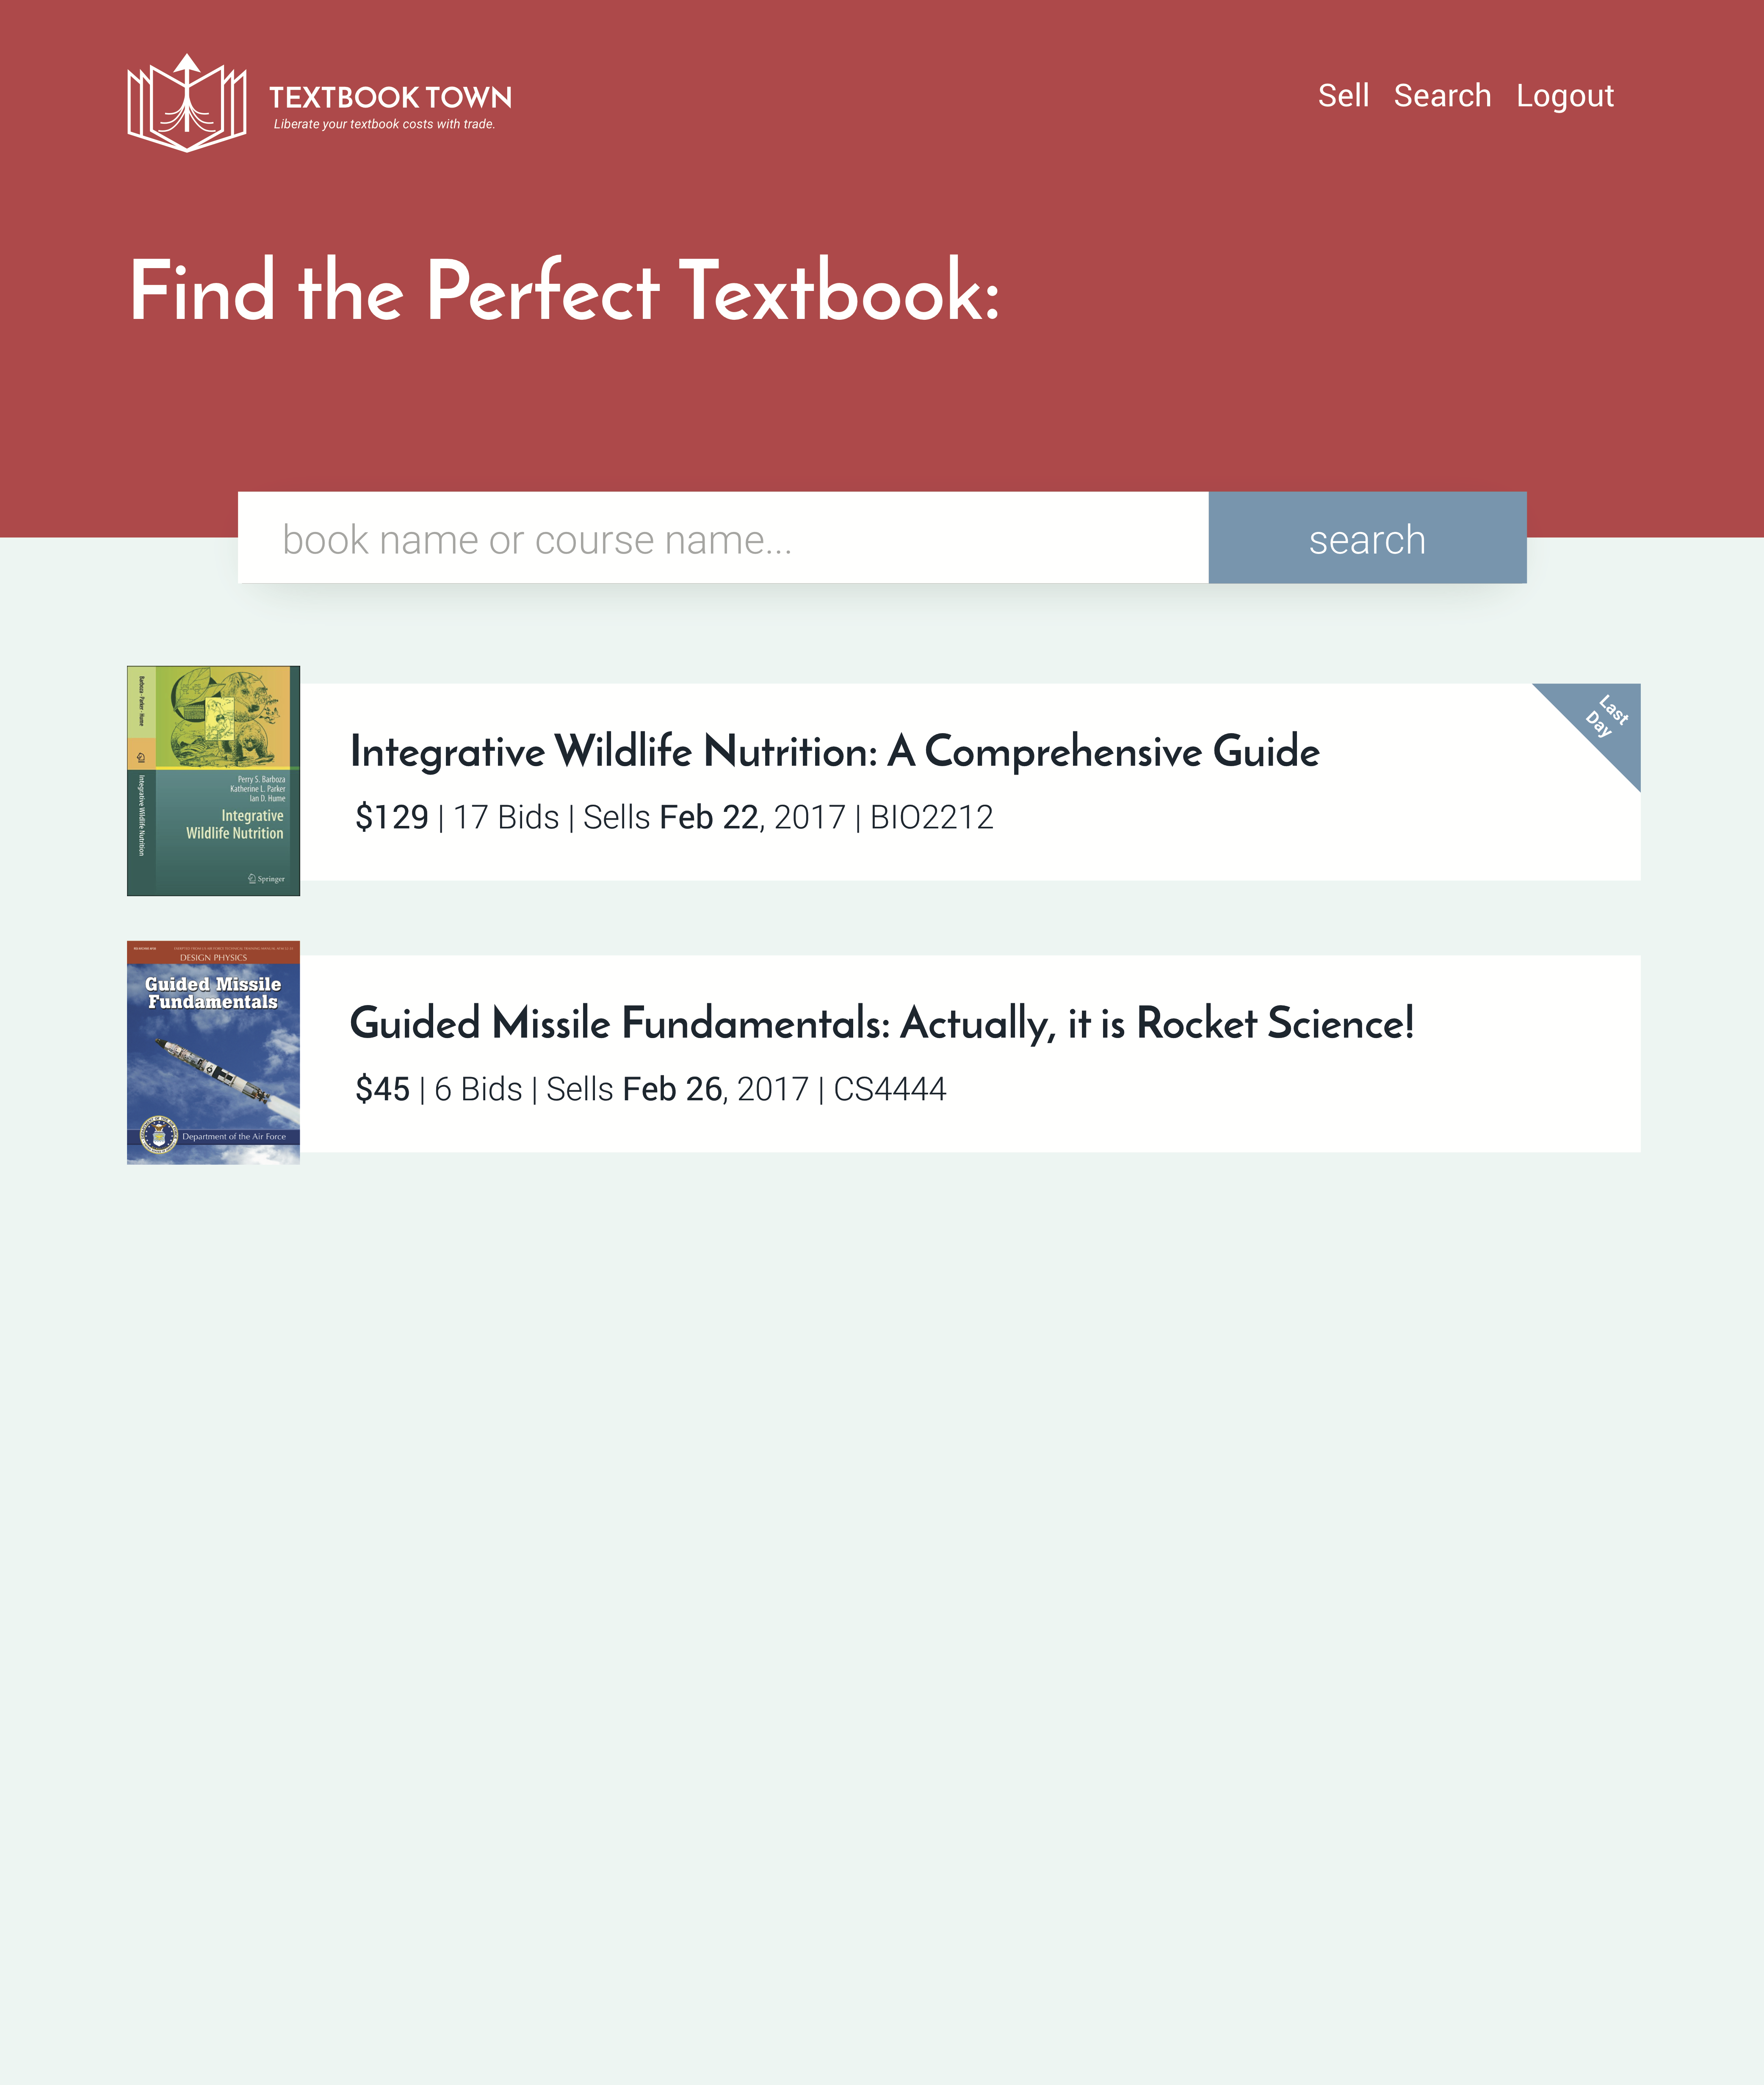 TEXTBOOK TOWN
Liberate your textbook costs with trade.
Sell Search Logout
Find the Perfect Textbook:
book name or course name...
search
Barboza · Parker · Hume
Integrative Wildlife Nutrition
Perry S. Barboza
Katherine L. Parker
Ian D. Hume
Integrative
Wildlife Nutrition
Springer
Integrative Wildlife Nutrition: A Comprehensive Guide
$129 | 17 Bids | Sells Feb 22, 2017 | BIO2212
Last
Day
DESIGN PHYSICS
Guided Missile
Fundamentals
Department of the Air Force
Guided Missile Fundamentals: Actually, it is Rocket Science!
$45 | 6 Bids | Sells Feb 26, 2017 | CS4444